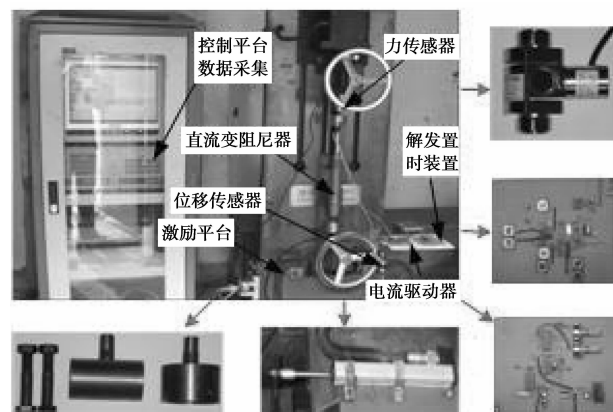 控制平台
数据采集
力传感器
直流变阻尼器
解发置
时装置
位移传感器
激励平台
电流驱动器